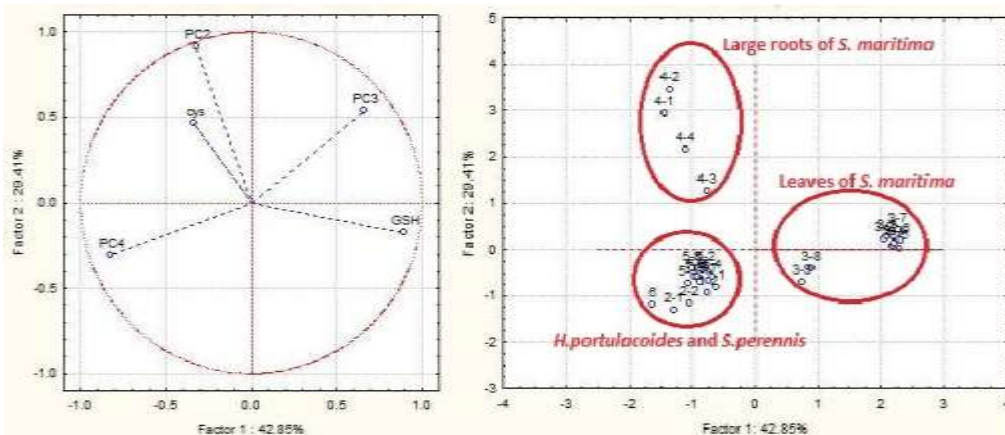 1.0
0.5
0.0
-0.5
-1.0
Factor 2 : 29.41%
PC2
PC3
cys
GSH
PC4
-1.0 -0.5 0.0 0.5 1.0
Factor 1 : 42.85%
5
4
3
2
1
0
-1
-2
-3
Factor 2: 29.41%
Large roots of S. maritima
4-2
4-1
4-4
4-3
Leaves of S. maritima
3-7
3-8
3-9
6 2-1 2-2
H.portulacoides and S.perennis
-4 -3 -2 -1 0 1 2 3 4
Factor 1: 42.85%